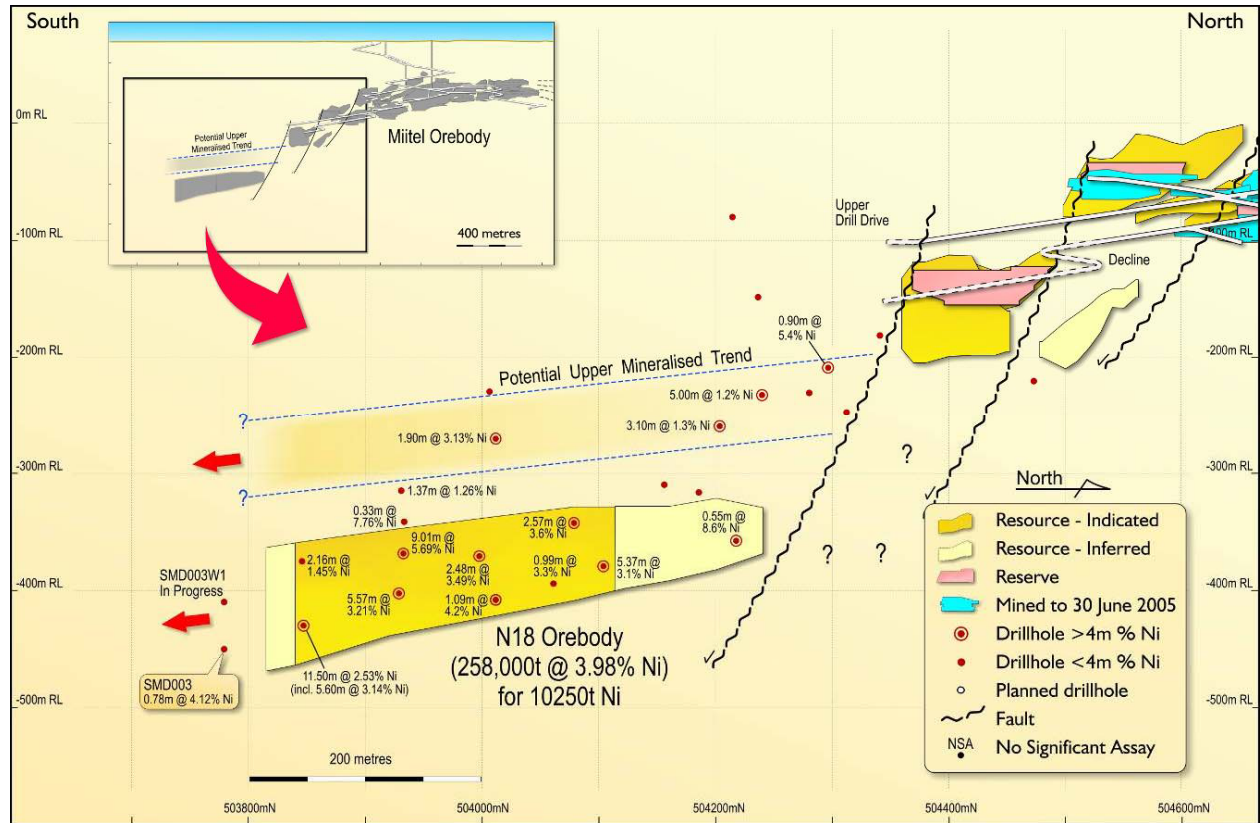 South
North
0m RL
Potential Upper
Mineralised Trend
Miitel Orebody
400 metres
-100m RL
-100m RL
Upper
Drill Drive
Decline
0.90m @
5.4% Ni
-200m RL
-200m RL
Potential Upper Mineralised Trend
5.00m @ 1.2% Ni
?
1.90m @ 3.13% Ni
3.10m @ 1.3% Ni
?
-300m RL
-300m RL
?
1.37m @ 1.26% Ni
0.33m @
7.76% Ni
9.01m @
5.69% Ni
2.57m @
3.6% Ni
0.55m @
8.6% Ni
? ?
2.16m @
1.45% Ni
2.48m @
3.49% Ni
0.99m @
3.3% Ni
5.37m @
3.1% Ni
-400m RL
-400m RL
SMD003W1
In Progress
5.57m @
3.21% Ni
1.09m @
4.2% Ni
N18 Orebody
(258,000t @ 3.98% Ni)
for 10250t Ni
11.50m @ 2.53% Ni
(incl. 5.60m @ 3.14% Ni)
SMD003
0.78m @ 4.12% Ni
-500m RL
-500m RL
200 metres
North
Resource - Indicated
Resource - Inferred
Reserve
Mined to 30 June 2005
Drillhole >4m % Ni
Drillhole <4m % Ni
Planned drillhole
Fault
NSA
No Significant Assay
503800mN
504000mN
504200mN
504400mN
504600mN